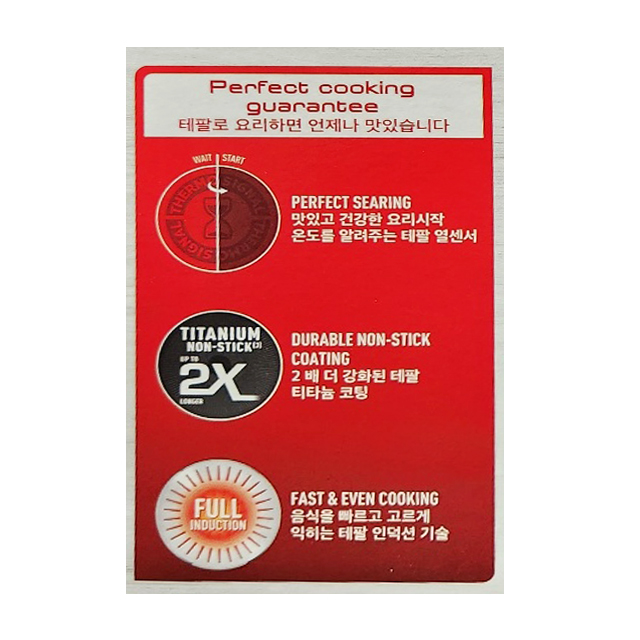 Perfect cooking
guarantee
테팔로 요리하면 언제나 맛있습니다
WAIT START
THERMO SIGNAL THERMO SIGNAL
PERFECT SEARING
맛있고 건강한 요리시작
온도를 알려주는 테팔 열센서
TITANIUM
NON-STICK(3)
UP TO
2X
LONGER
DURABLE NON-STICK
COATING
2 배 더 강화된 테팔
티타늄 코팅
FULL
INDUCTION
FAST & EVEN COOKING
음식을 빠르고 고르게
익히는 테팔 인덕션 기술